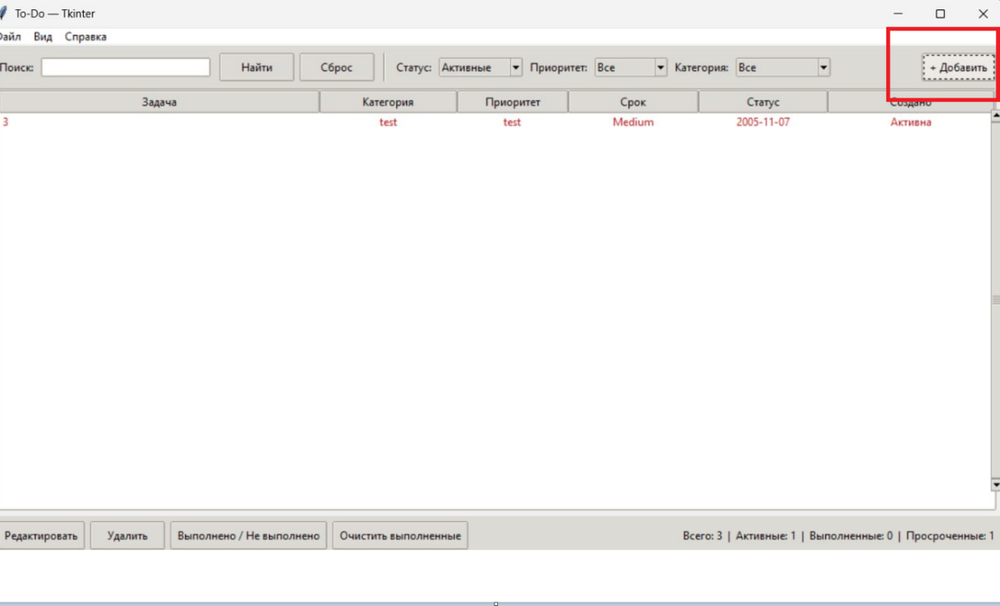 To-Do — Tkinter
Файл Вид Справка
Поиск: Найти Сброс Статус: Активные Приоритет: Все Категория: Все + Добавить
Задача Категория Приоритет Срок Статус Создано
3 test test Medium 2005-11-07 Активна
Редактировать Удалить Выполнено / Не выполнено Очистить выполненные Всего: 3 | Активные: 1 | Выполненные: 0 | Просроченные: 1